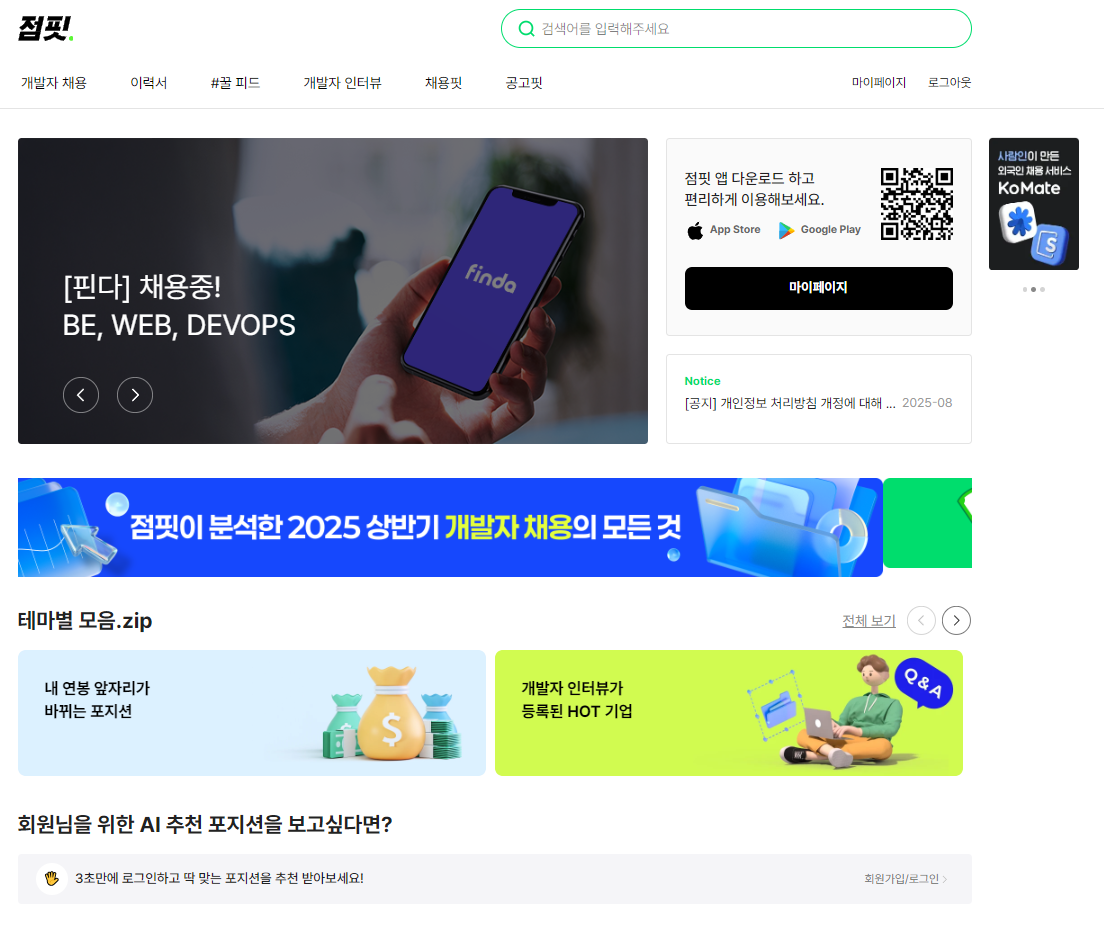 점핏.
검색어를 입력해주세요
개발자 채용 이력서 #꿀 피드 개발자 인터뷰 채용핏 공고핏 마이페이지 로그아웃
[핀다] 채용중!
BE, WEB, DEVOPS
finda
점핏 앱 다운로드 하고
편리하게 이용해보세요.
App Store Google Play
마이페이지
사람인이 만든
외국인 채용 서비스
KoMate
S
Notice
[공지] 개인정보 처리방침 개정에 대해 ... 2025-08
점핏이 분석한 2025 상반기 개발자 채용의 모든 것
테마별 모음.zip 전체 보기
내 연봉 앞자리가
바뀌는 포지션
$
개발자 인터뷰가
등록된 HOT 기업
Q&A
회원님을 위한 AI 추천 포지션을 보고싶다면?
3초만에 로그인하고 딱 맞는 포지션을 추천 받아보세요! 회원가입/로그인